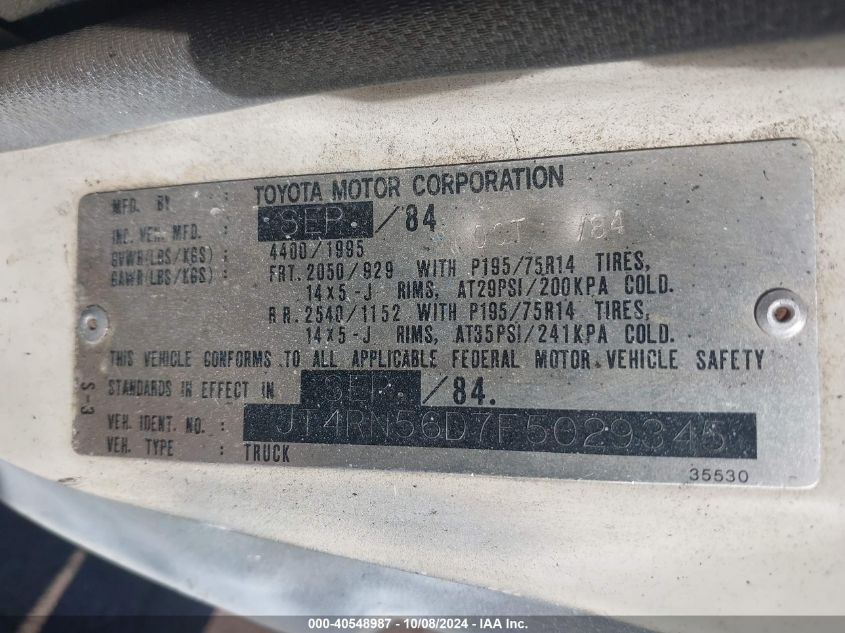 MFD. BY : TOYOTA MOTOR CORPORATION
INC. VEH. MFD. : SEP. /84 OCT /84
GVWR(LBS/KGS) : 4400/1995
GAWR(LBS/KGS) : FRT. 2050/929 WITH P195/75R14 TIRES,
14X5-J RIMS, AT29PSI/200KPA COLD.
RR. 2540/1152 WITH P195/75R14 TIRES,
14X5-J RIMS, AT35PSI/241KPA COLD.
THIS VEHICLE CONFORMS TO ALL APPLICABLE FEDERAL MOTOR VEHICLE SAFETY
STANDARDS IN EFFECT IN SEP. /84.
S-3
VEH. IDENT. NO. : JT4RN56D7F5029345
VEH. TYPE : TRUCK
35530
000-40548987 - 10/08/2024 - IAAI, Inc.